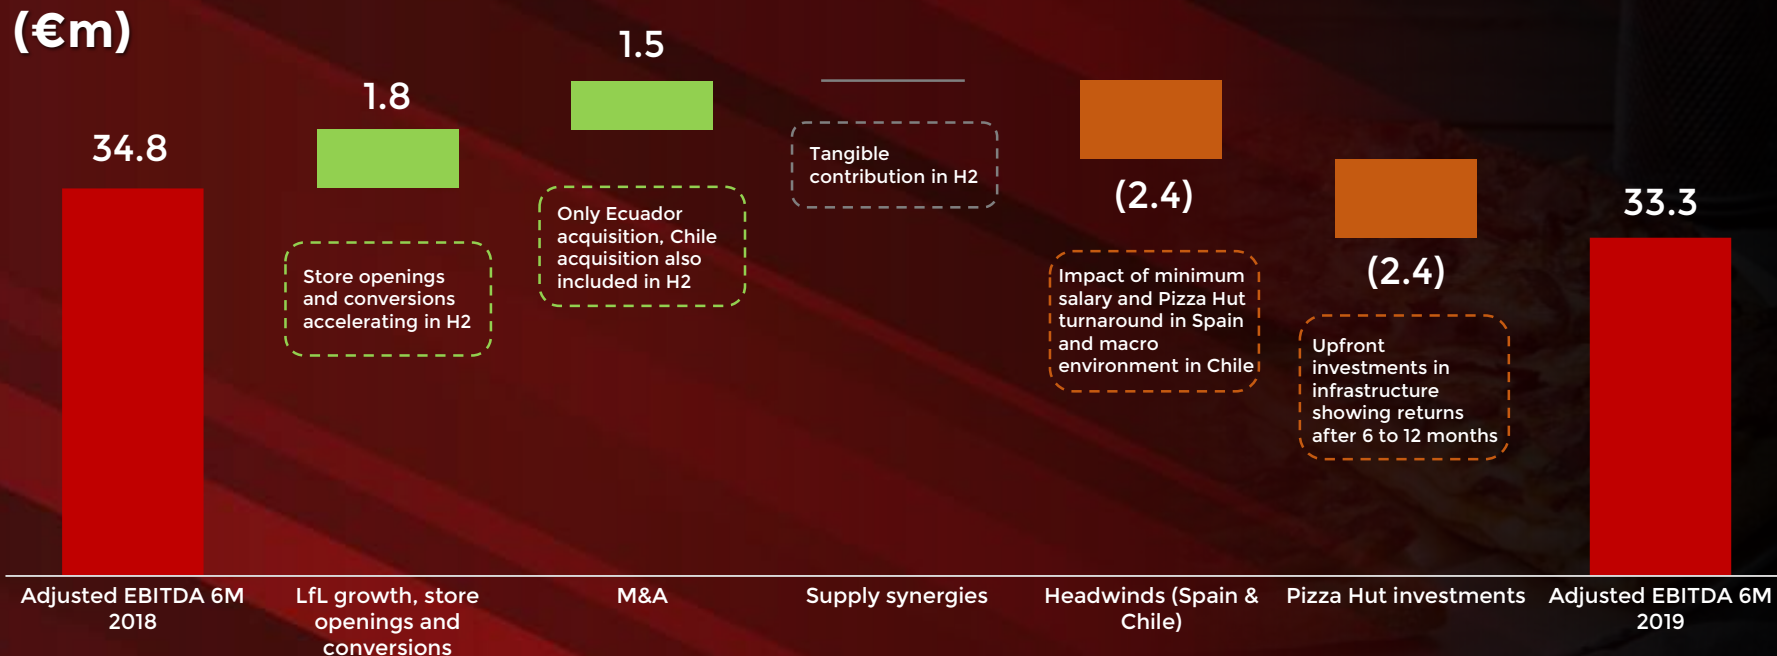 (€m)
34.8
1.8
Store openings
and conversions
accelerating in H2
1.5
Only Ecuador
acquisition, Chile
acquisition also
included in H2
Tangible
contribution in H2
(2.4)
Impact of minimum
salary and Pizza Hut
turnaround in Spain
and macro
environment in Chile
(2.4)
Upfront
investments in
infrastructure
showing returns
after 6 to 12 months
33.3
Adjusted EBITDA 6M
2018
LfL growth, store
openings and
conversions
M&A
Supply synergies
Headwinds (Spain &
Chile)
Pizza Hut investments
Adjusted EBITDA 6M
2019